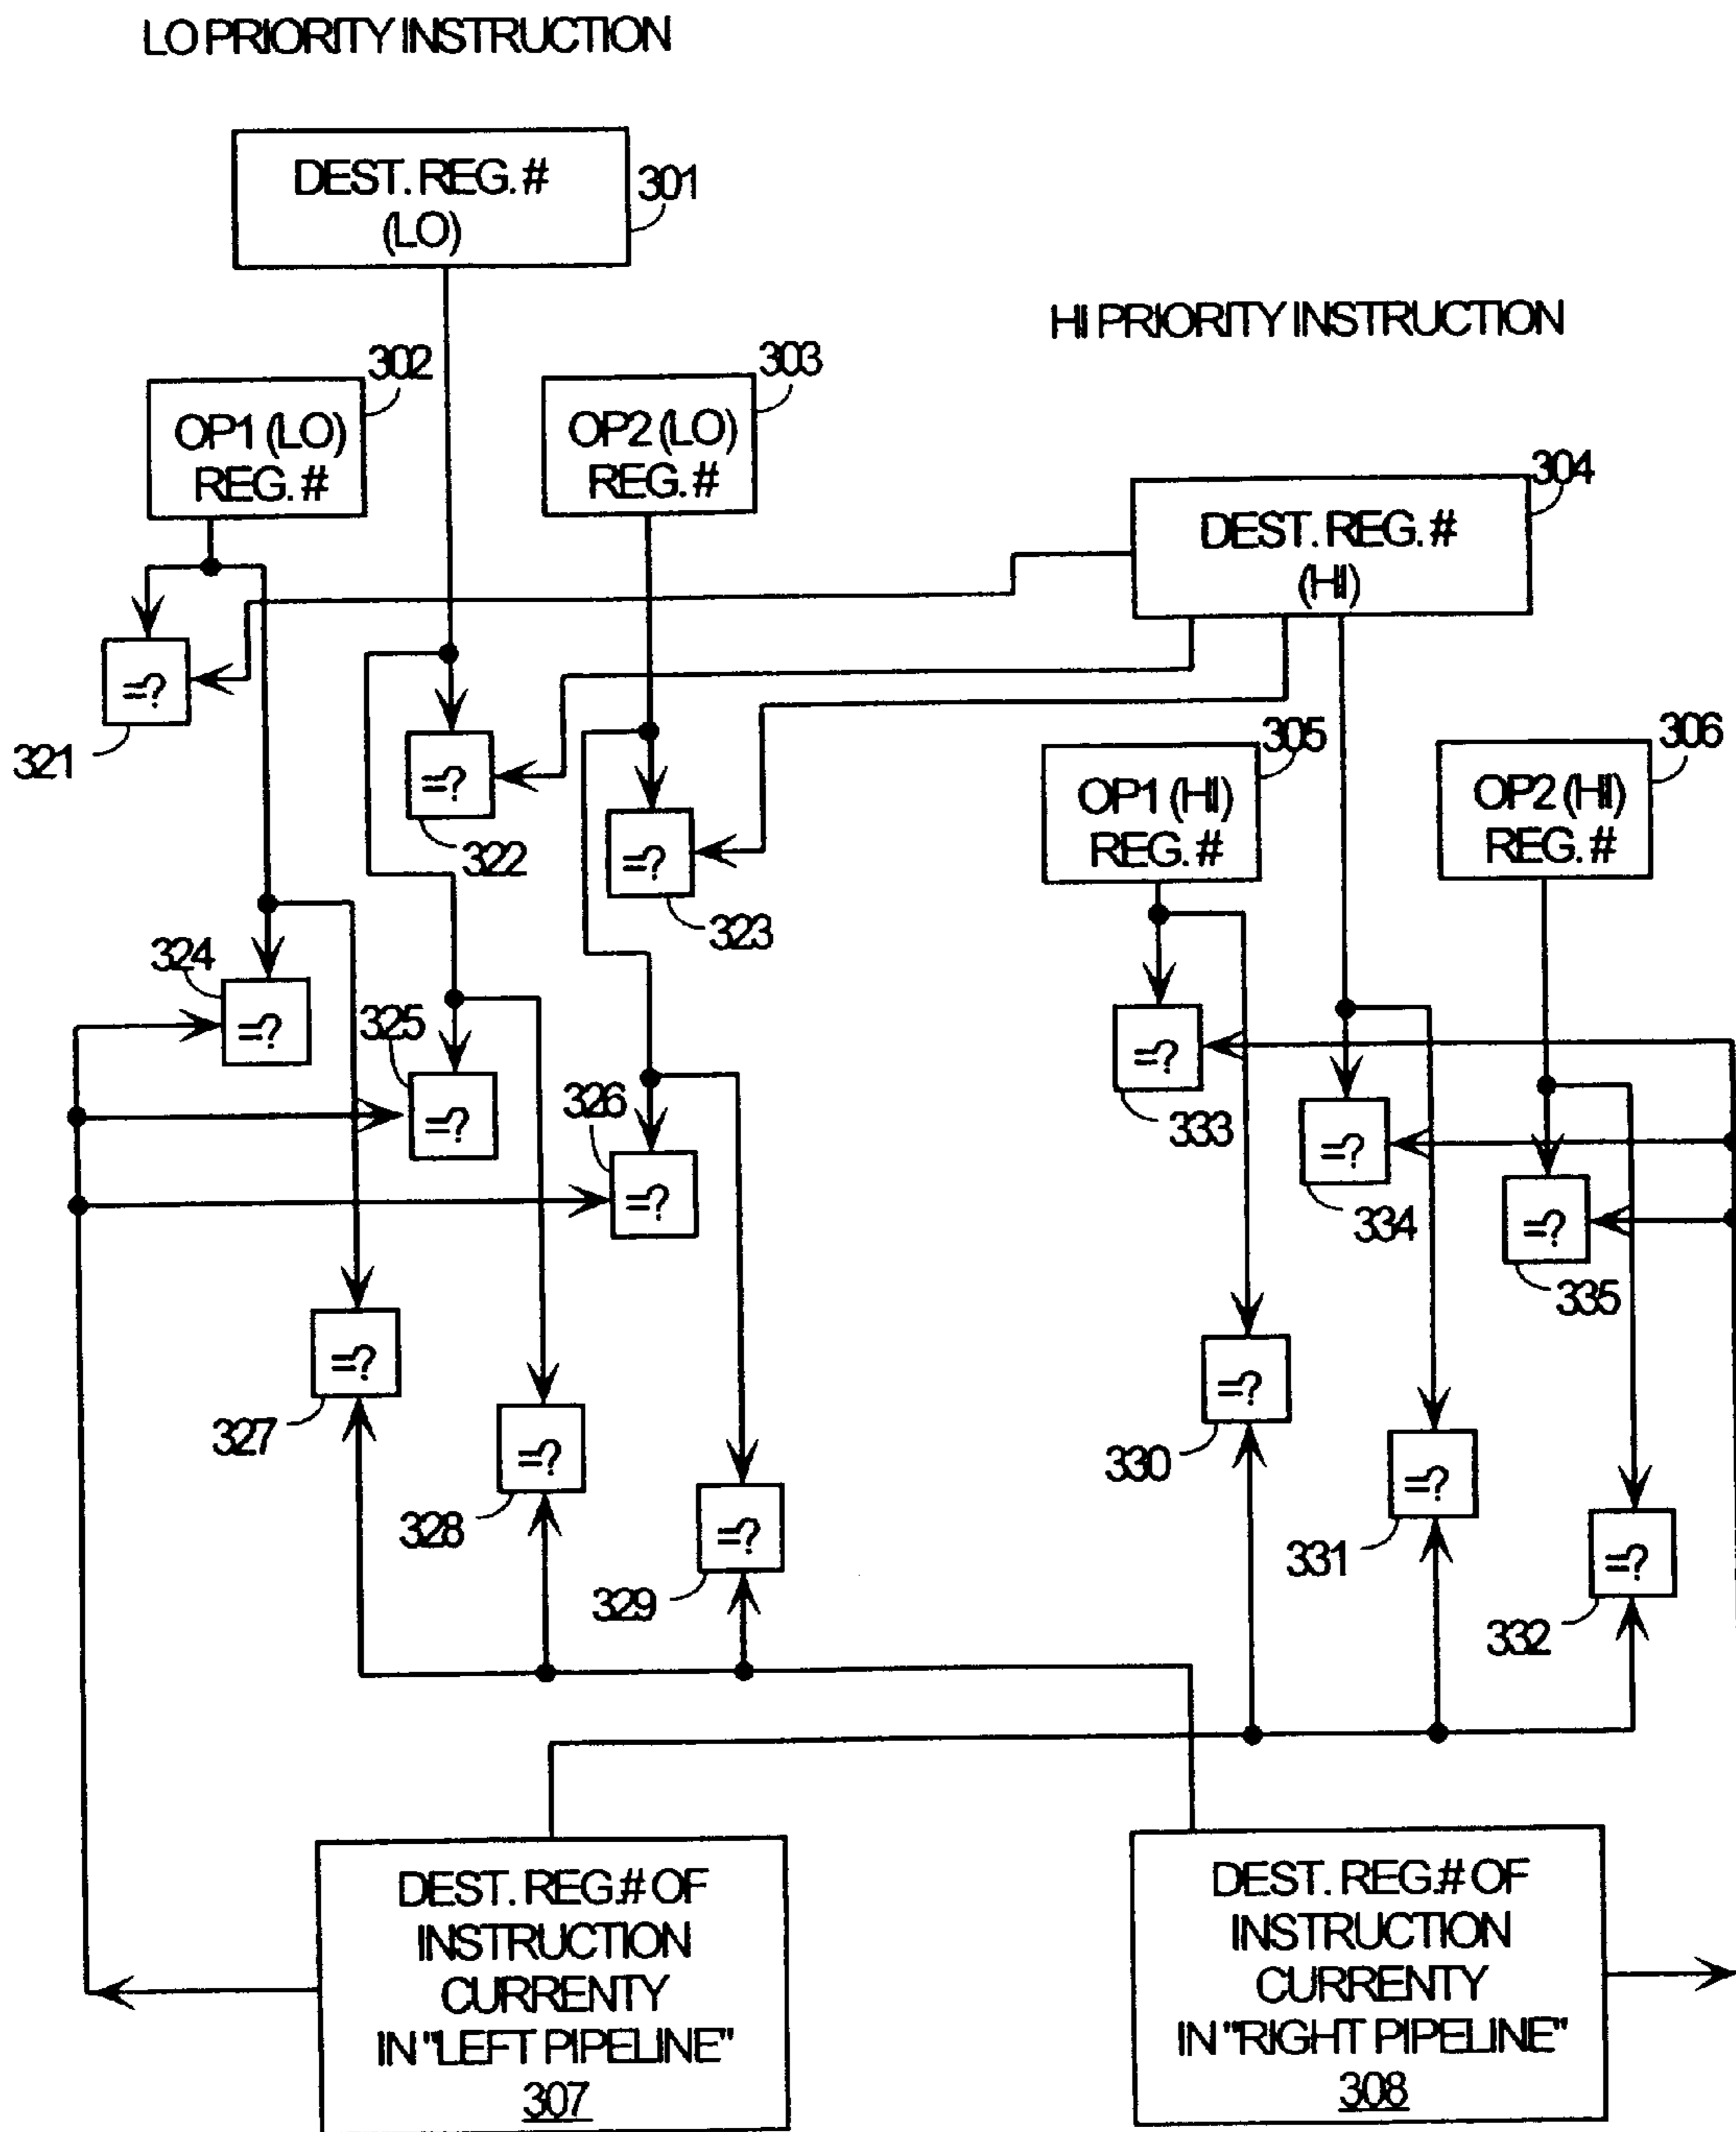 LO PRIORITY INSTRUCTION
DEST. REG. #
(LO)
301
HI PRIORITY INSTRUCTION
302
303
OP1 (LO)
REG. #
OP2 (LO)
REG. #
304
DEST. REG. #
(HI)
=?
321
=?
322
=?
323
305
306
OP1 (HI)
REG. #
OP2 (HI)
REG. #
324
=?
325
=?
326
=?
=?
333
=?
334
=?
335
=?
327
=?
328
=?
329
=?
330
=?
331
=?
332
DEST. REG.# OF
INSTRUCTION
CURRENTY
IN "LEFT PIPELINE"
307
DEST. REG.# OF
INSTRUCTION
CURRENTY
IN "RIGHT PIPELINE"
308